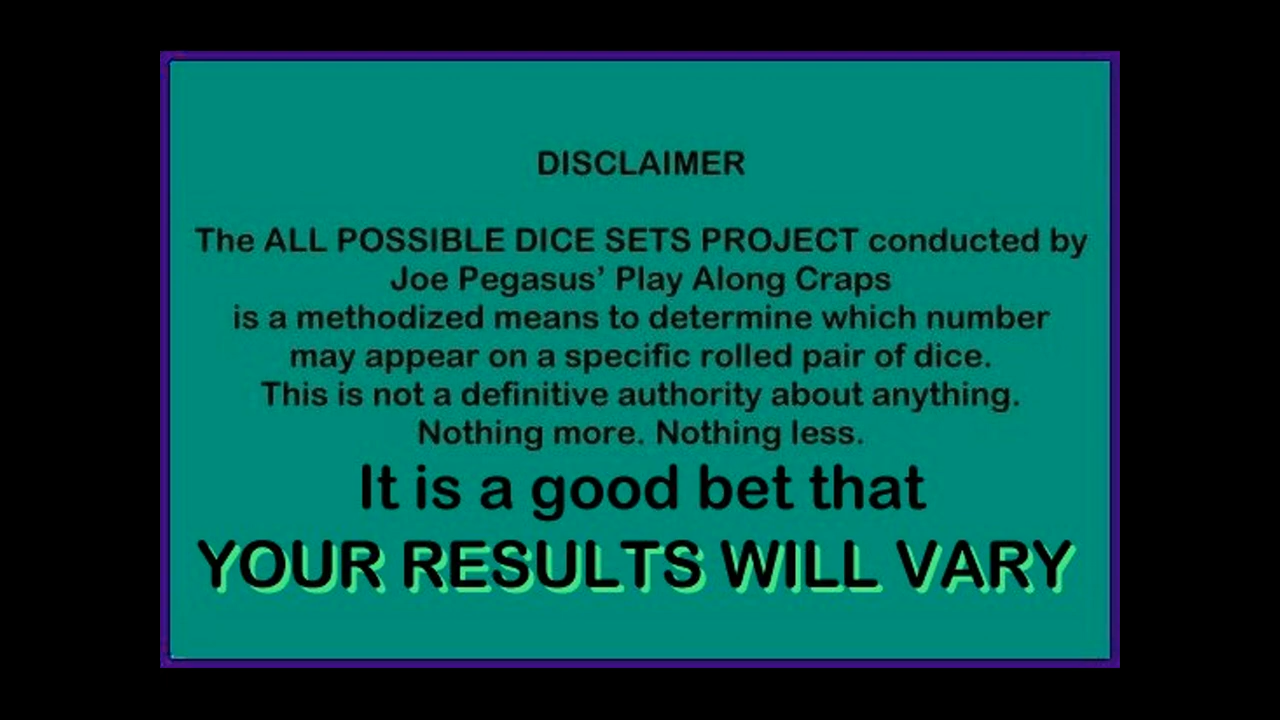 DISCLAIMER
The ALL POSSIBLE DICE SETS PROJECT conducted by
Joe Pegasus’ Play Along Craps
is a methodized means to determine which number
may appear on a specific rolled pair of dice.
This is not a definitive authority about anything.
Nothing more. Nothing less.
It is a good bet that
YOUR RESULTS WILL VARY